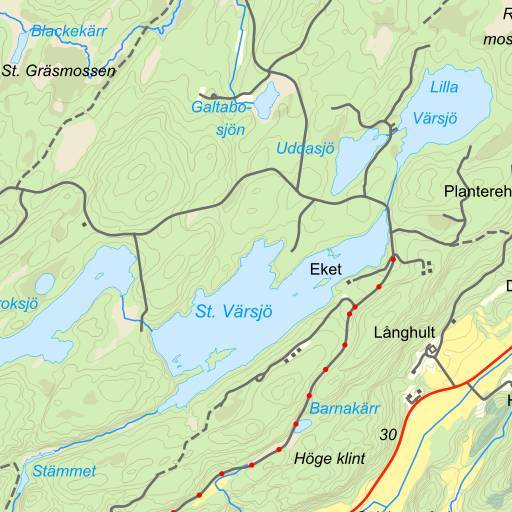 Blackekärr
R
mos
St. Gräsmossen
Lilla
Värsjö
Galtabo-
sjön
Uddasjö
Plantereh
Eket
D
roksjö
St. Värsjö
Långhult
H
Barnakärr
30
Höge klint
Stämmet